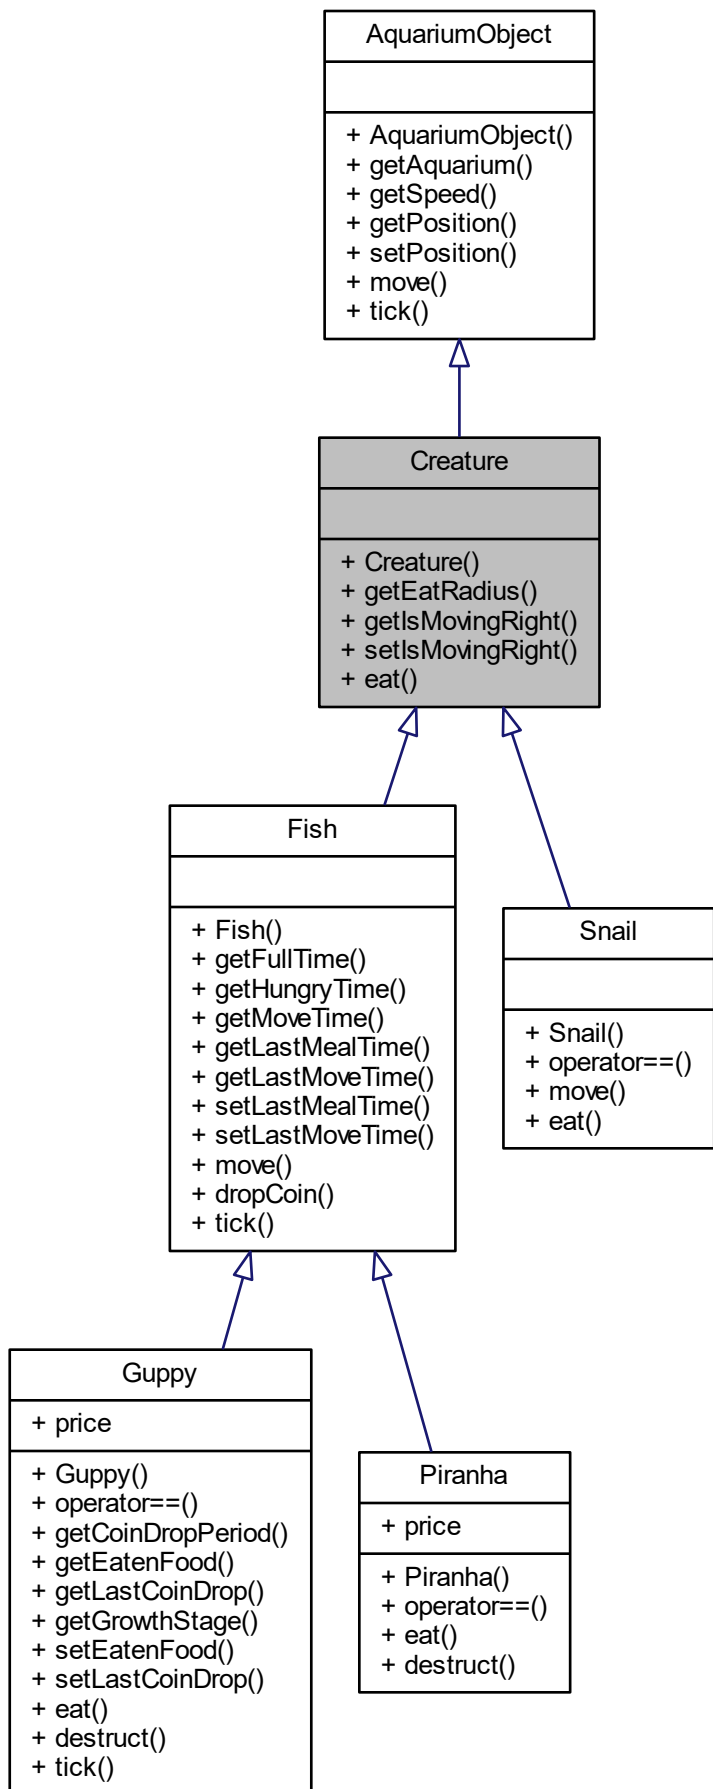 AquariumObject
+ AquariumObject()
+ getAquarium()
+ getSpeed()
+ getPosition()
+ setPosition()
+ move()
+ tick()
Creature
+ Creature()
+ getEatRadius()
+ getIsMovingRight()
+ setIsMovingRight()
+ eat()
Fish
+ Fish()
+ getFullTime()
+ getHungryTime()
+ getMoveTime()
+ getLastMealTime()
+ getLastMoveTime()
+ setLastMealTime()
+ setLastMoveTime()
+ move()
+ dropCoin()
+ tick()
Snail
+ Snail()
+ operator==()
+ move()
+ eat()
Guppy
+ price
+ Guppy()
+ operator==()
+ getCoinDropPeriod()
+ getEatenFood()
+ getLastCoinDrop()
+ getGrowthStage()
+ setEatenFood()
+ setLastCoinDrop()
+ eat()
+ destruct()
+ tick()
Piranha
+ price
+ Piranha()
+ operator==()
+ eat()
+ destruct()